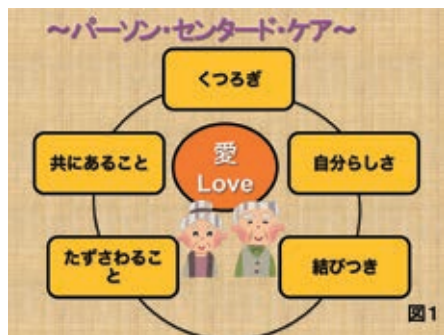 ～パーソン・センタード・ケア～
くつろぎ
共にあること
愛
Love
自分らしさ
たずさわるこ
と
結びつき
図1